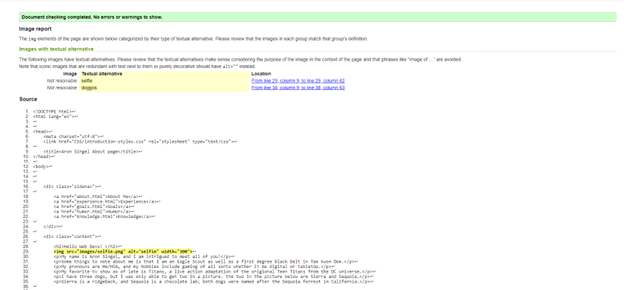 Document checking completed. No errors or warnings to show.
Image report
The img elements of the page are shown below categorized by their type of textual alternative. Please review that the images in each group match that group's definition.
Images with textual alternative
The following images have textual alternatives. Please review that the textual alternatives make sense considering the purpose of the image in the context of the page and that phrases like "image of ..." are avoided.
Note that iconic images that are redundant with text next to them or purely decorative should have alt="" instead.
Image Textual alternative Location
Not resolvable selfie From line 29, column 9; to line 29, column 62
Not resolvable doggos From line 36, column 9; to line 36, column 63
Source
1. <!DOCTYPE html>↩
2. <html lang="en">↩
3. ↩
4. ↩
5. <head>↩
6. <meta charset="utf-8">↩
7. <link href="CSS/introduction-styles.css" rel="stylesheet" type="text/css">↩
8. ↩
9. <title>Aron Singel About page</title>↩
10. </head>↩
11. ↩
12. <body>↩
13. ↩
14. ↩
15. ↩
16. <div class="sidenav">↩
17. ↩
18. <a href="about.html">About Me</a>↩
19. <a href="experience.html">Experience</a>↩
20. <a href="goals.html">Goals</a>↩
21. <a href="humor.html">Humor</a>↩
22. <a href="knowledge.html">Knowledge</a>↩
23. ↩
24. </div>↩
25. ↩
26. <div class="content">↩
27. ↩
28. <h1>Hello Web Devs! </h1>↩
29. <img src="images/selfie.png" alt="selfie" width="300">↩
30. <p>My name is Aron Singel, and I am intrigued to meet all of you!</p>↩
31. <p>Some things to note about me is that I am an Eagle Scout as well as a first degree black belt in Tae Kwon Dee.</p>↩
32. <p>My pronouns are He/Him, and my hobbies include gaming of all sorts whether it be digital or tabletop.</p>↩
33. <p>My favorite tv show as of late is Titans, a live action adaptation of the original Teen Titans from the DC universe.</p>↩
34. <p>I have three dogs, but I was only able to get two in a picture, the two in the picture below are Sierra and Sequoia.</p>↩
35. <p>Sierra is a ridgeback, and Sequoia is a chocolate lab; both dogs were named after the Sequoia forrest in California.</p>↩